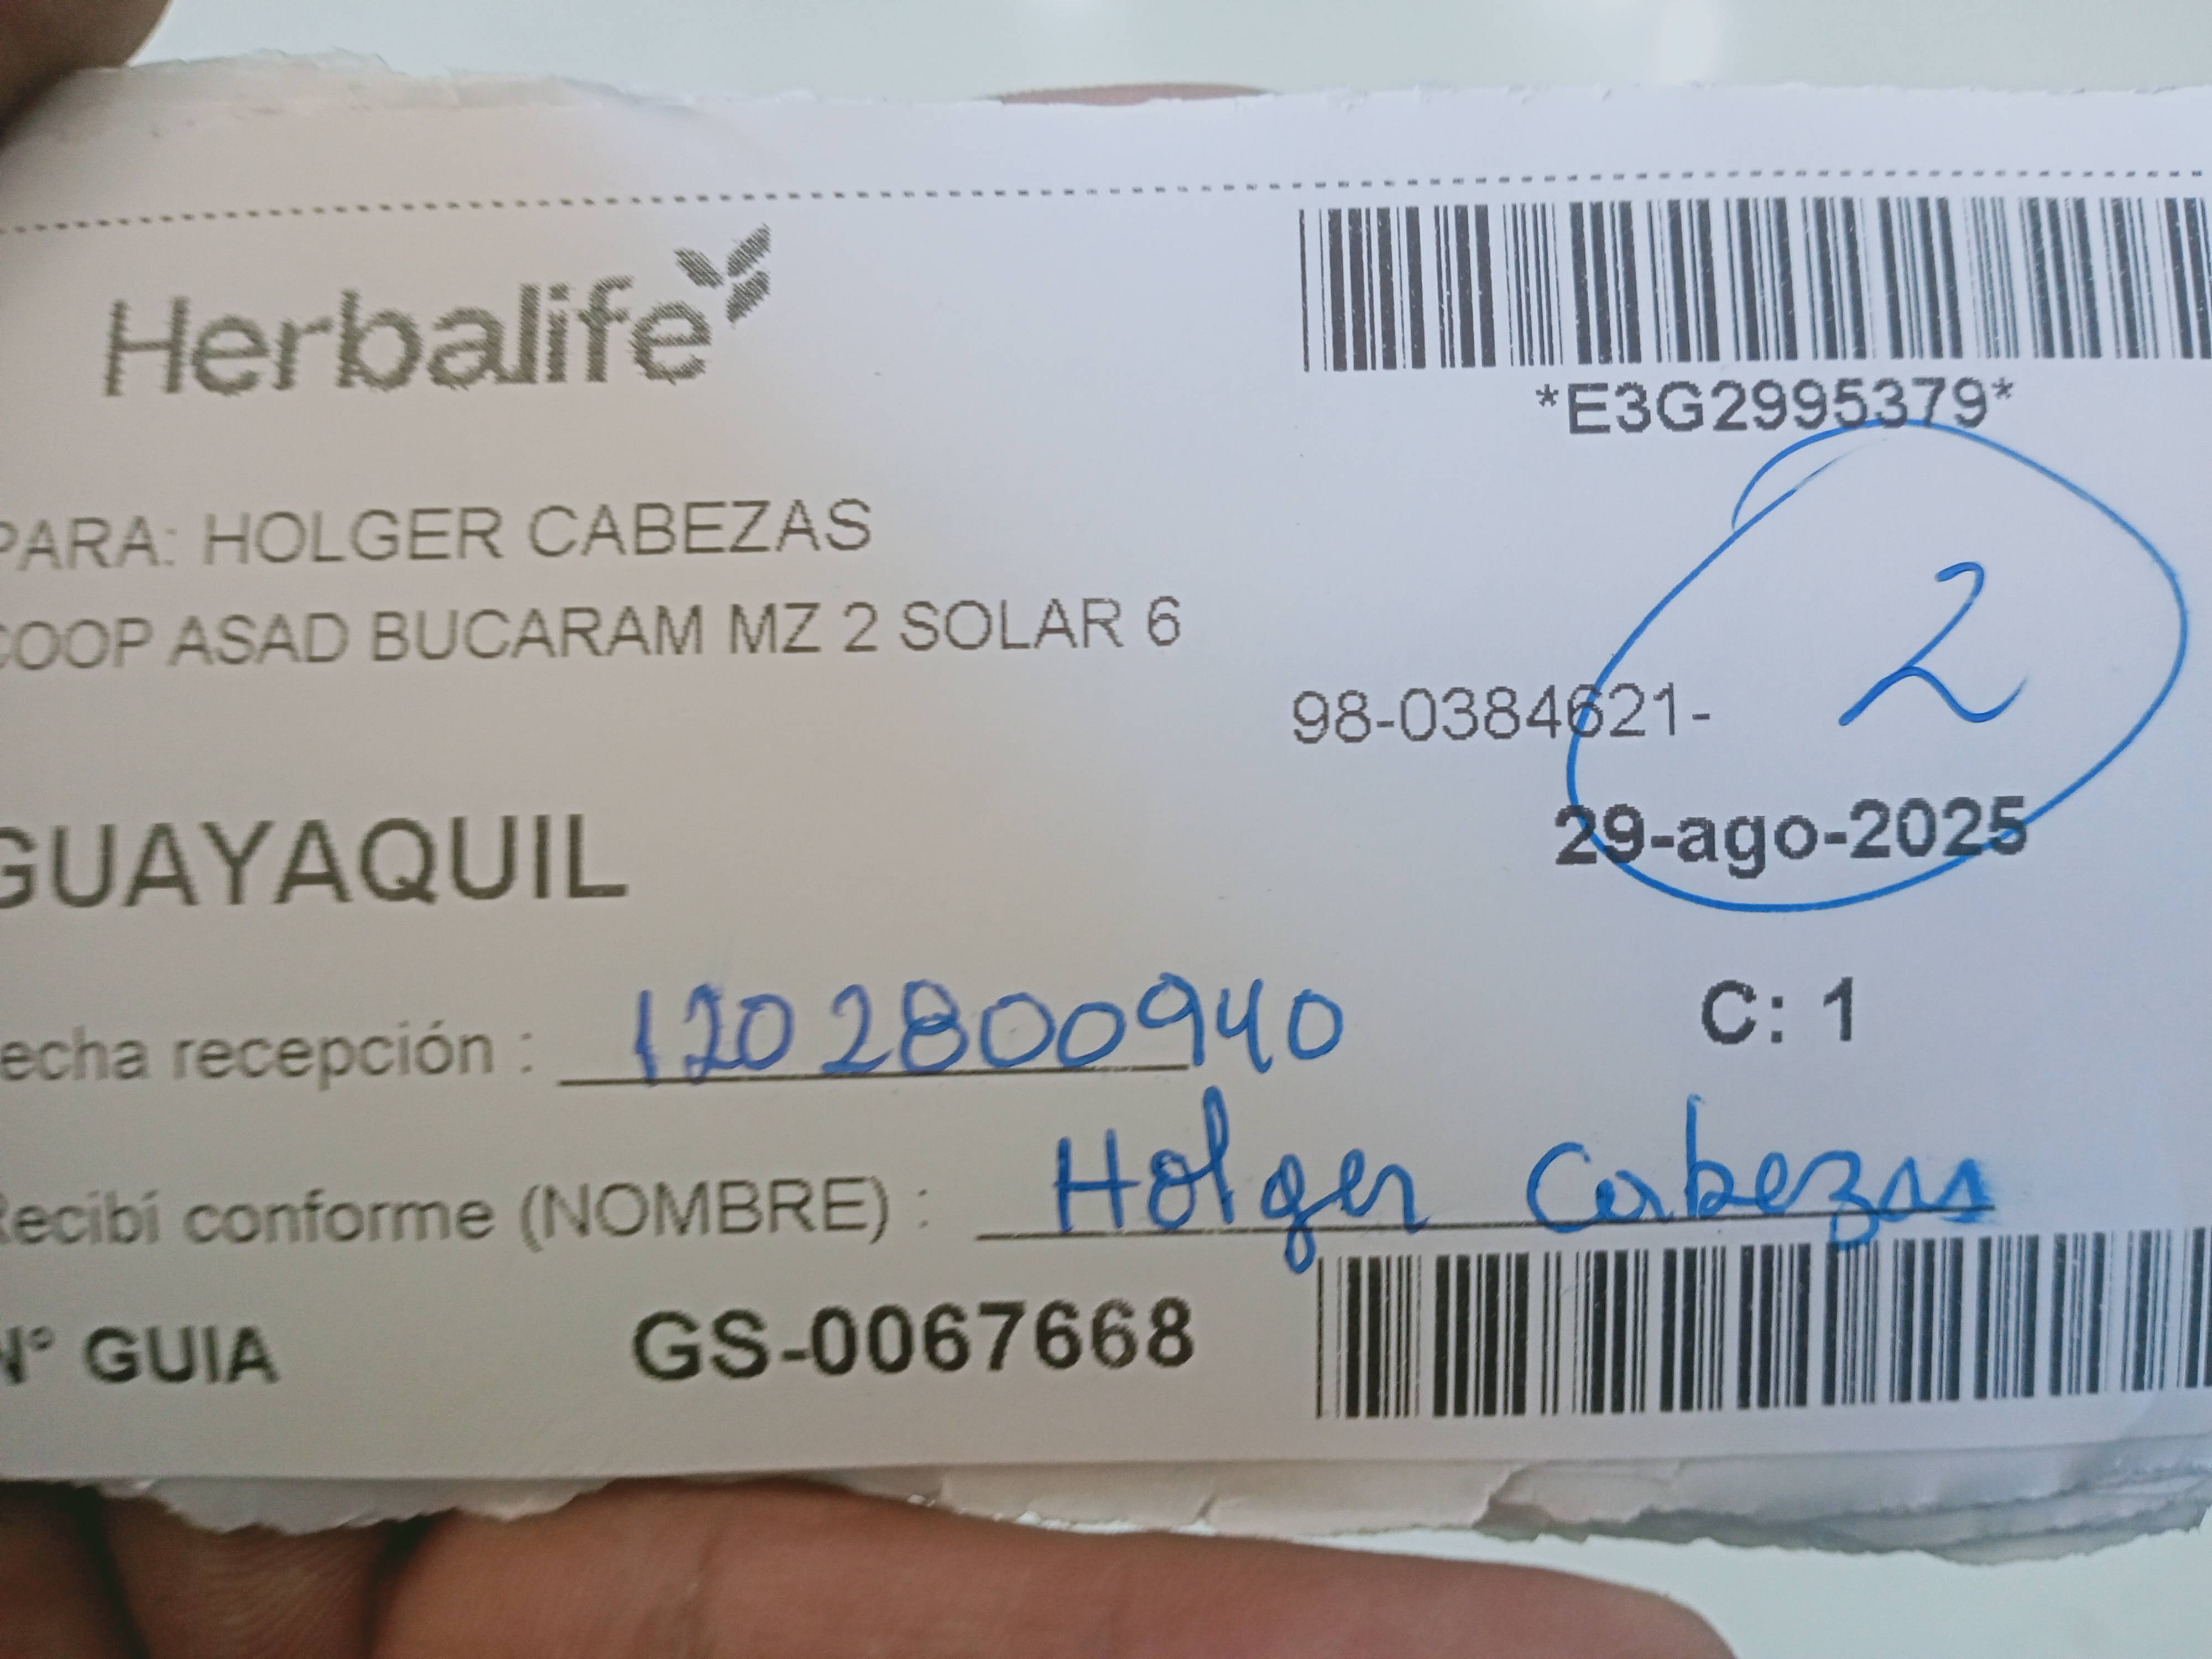 Herbalife
*E3G2995379*
PARA: HOLGER CABEZAS
COOP ASAD BUCARAM MZ 2 SOLAR 6
2
98-0384621-
GUAYAQUIL
29-ago-2025
echa recepción : 1202800940
C: 1
Recibí conforme (NOMBRE) : Holger Cabezas
N° GUIA GS-0067668